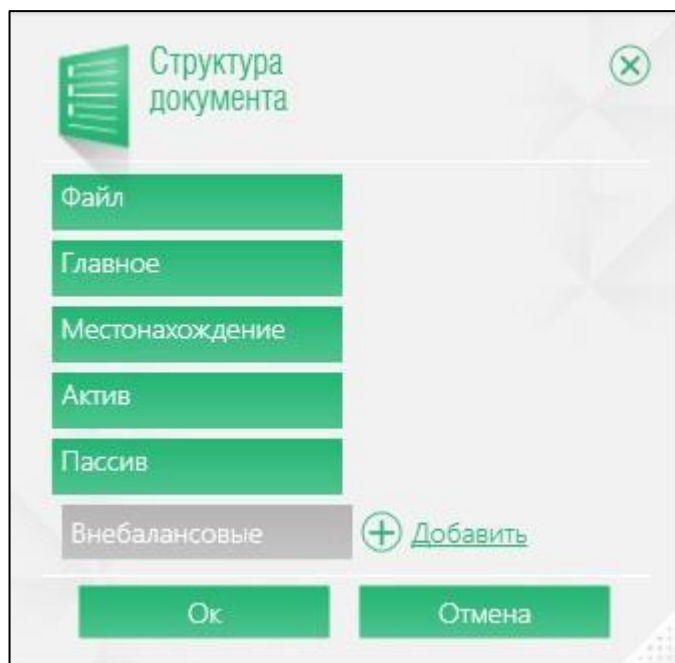 Структура
документа
Файл
Главное
Местонахождение
Актив
Пассив
Внебалансовые Добавить
Ок Отмена